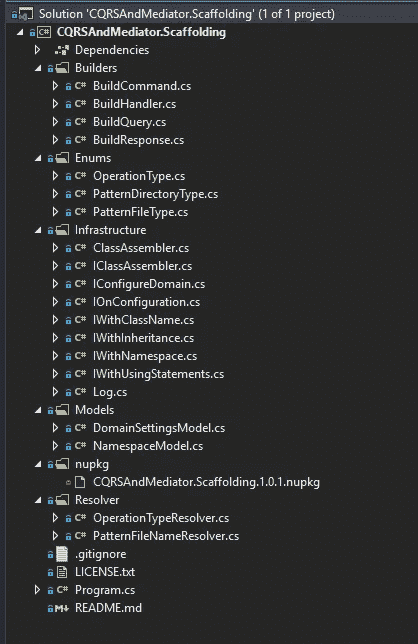 Solution 'CQRSAndMediator.Scaffolding' (1 of 1 project)
C# CQRSAndMediator.Scaffolding
Dependencies
Builders
C# BuildCommand.cs
C# BuildHandler.cs
C# BuildQuery.cs
C# BuildResponse.cs
Enums
C# OperationType.cs
C# PatternDirectoryType.cs
C# PatternFileType.cs
Infrastructure
C# ClassAssembler.cs
C# IClassAssembler.cs
C# IConfigureDomain.cs
C# IOnConfiguration.cs
C# IWithClassName.cs
C# IWithInheritance.cs
C# IWithNamespace.cs
C# IWithUsingStatements.cs
C# Log.cs
Models
C# DomainSettingsModel.cs
C# NamespaceModel.cs
nupkg
CQRSAndMediator.Scaffolding.1.0.1.nupkg
Resolver
C# OperationTypeResolver.cs
C# PatternFileNameResolver.cs
.gitignore
LICENSE.txt
C# Program.cs
M README.md